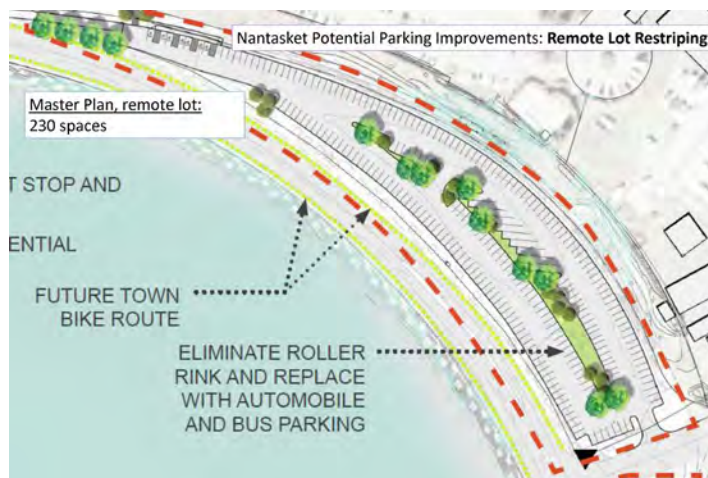 Nantasket Potential Parking Improvements: Remote Lot Restriping
Master Plan, remote lot:
230 spaces
T STOP AND
ENTIAL
FUTURE TOWN
BIKE ROUTE
ELIMINATE ROLLER
RINK AND REPLACE
WITH AUTOMOBILE
AND BUS PARKING